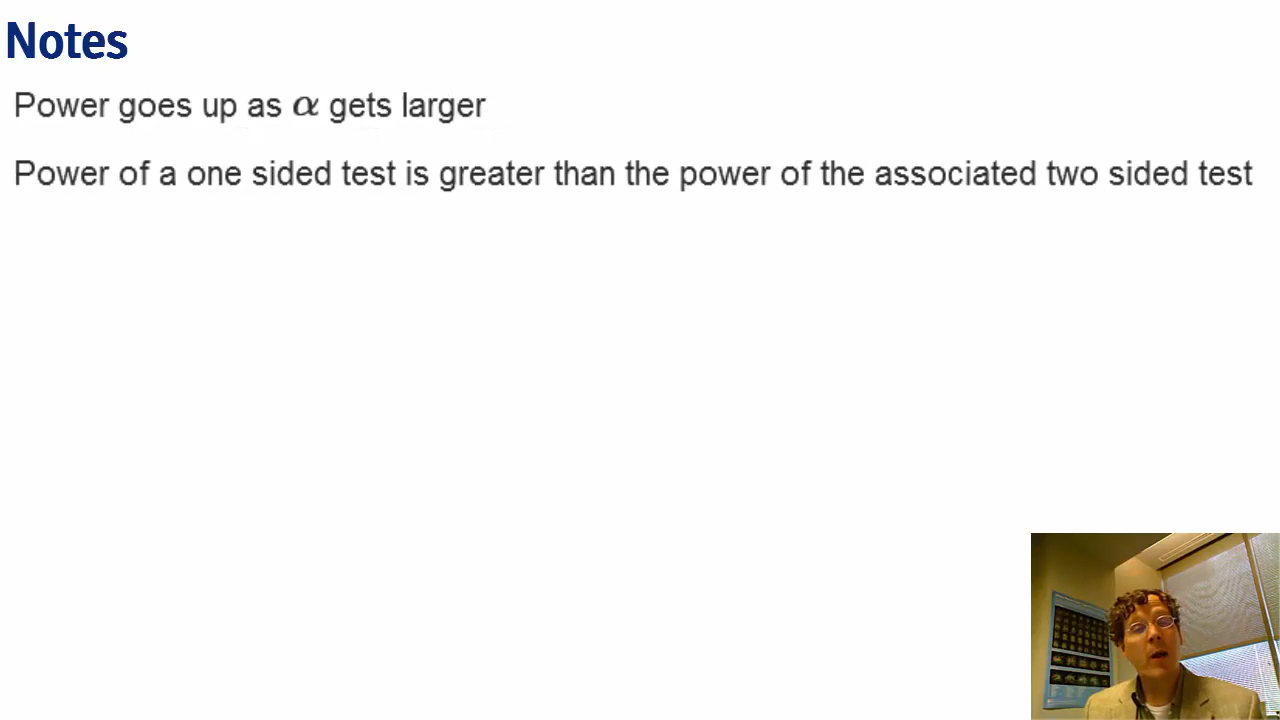 Notes
Power goes up as α gets larger
Power of a one sided test is greater than the power of the associated two sided test